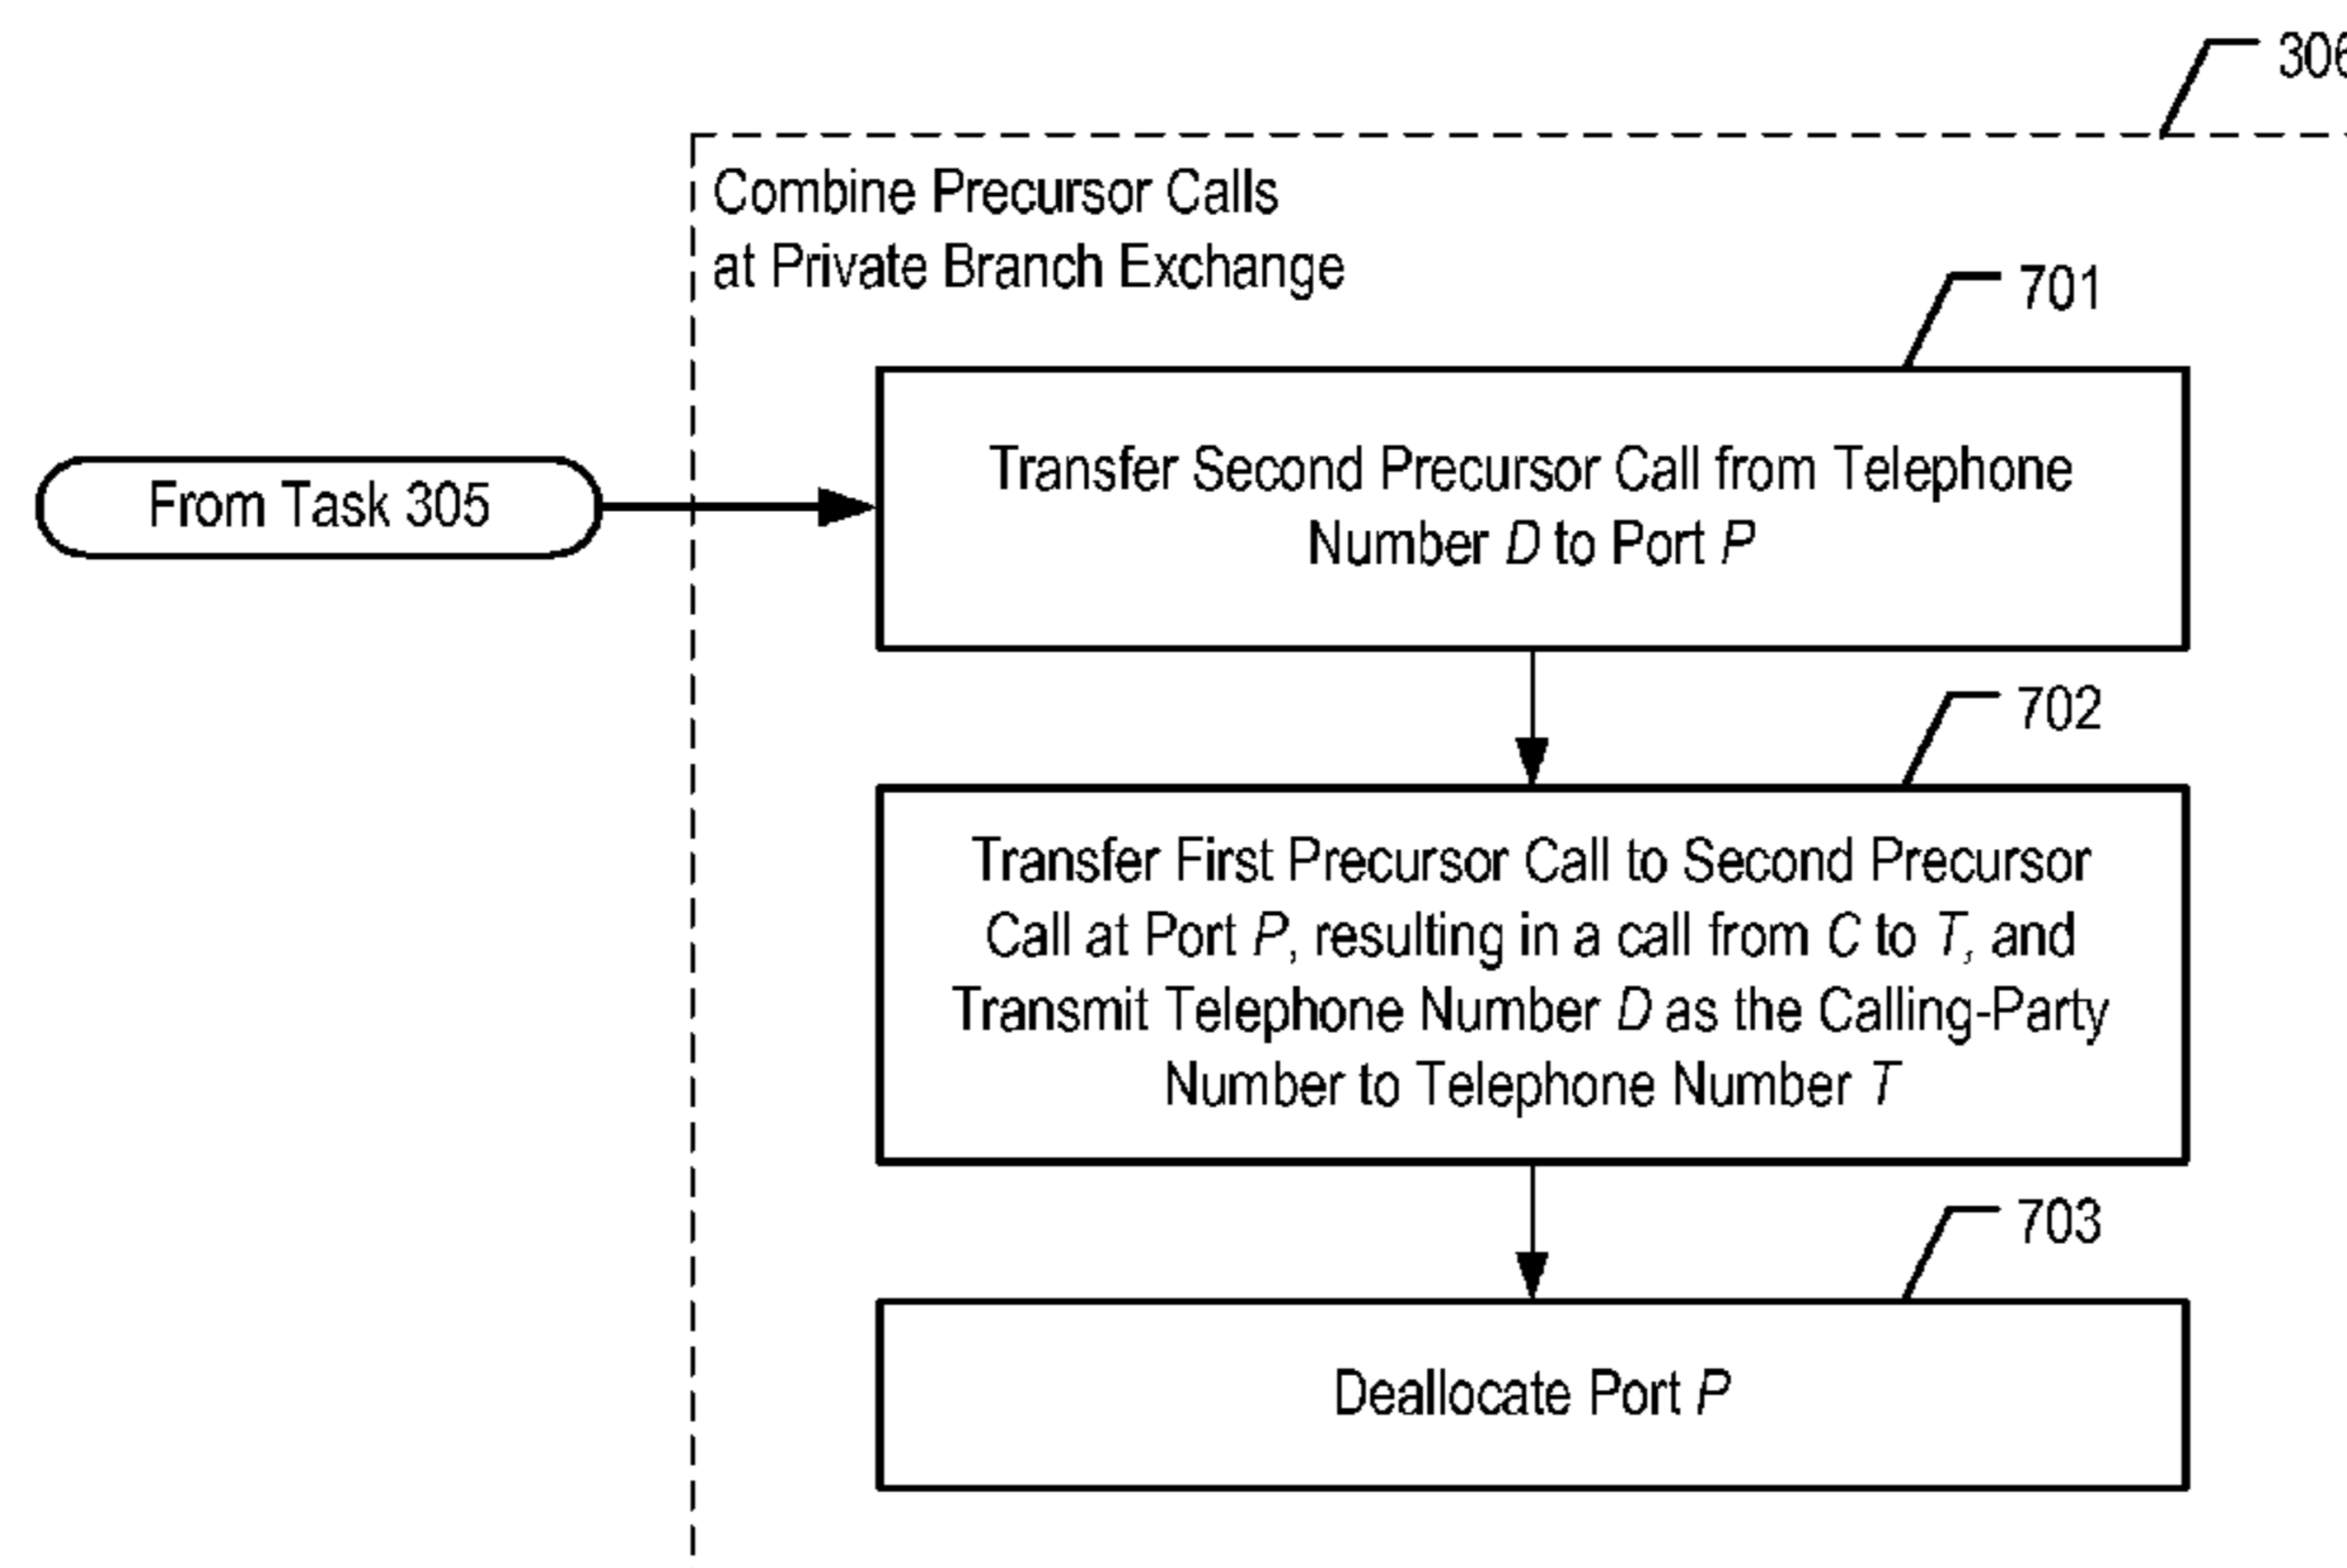 306
Combine Precursor Calls
at Private Branch Exchange
701
From Task 305
Transfer Second Precursor Call from Telephone
Number D to Port P
702
Transfer First Precursor Call to Second Precursor
Call at Port P, resulting in a call from C to T, and
Transmit Telephone Number D as the Calling-Party
Number to Telephone Number T
703
Deallocate Port P